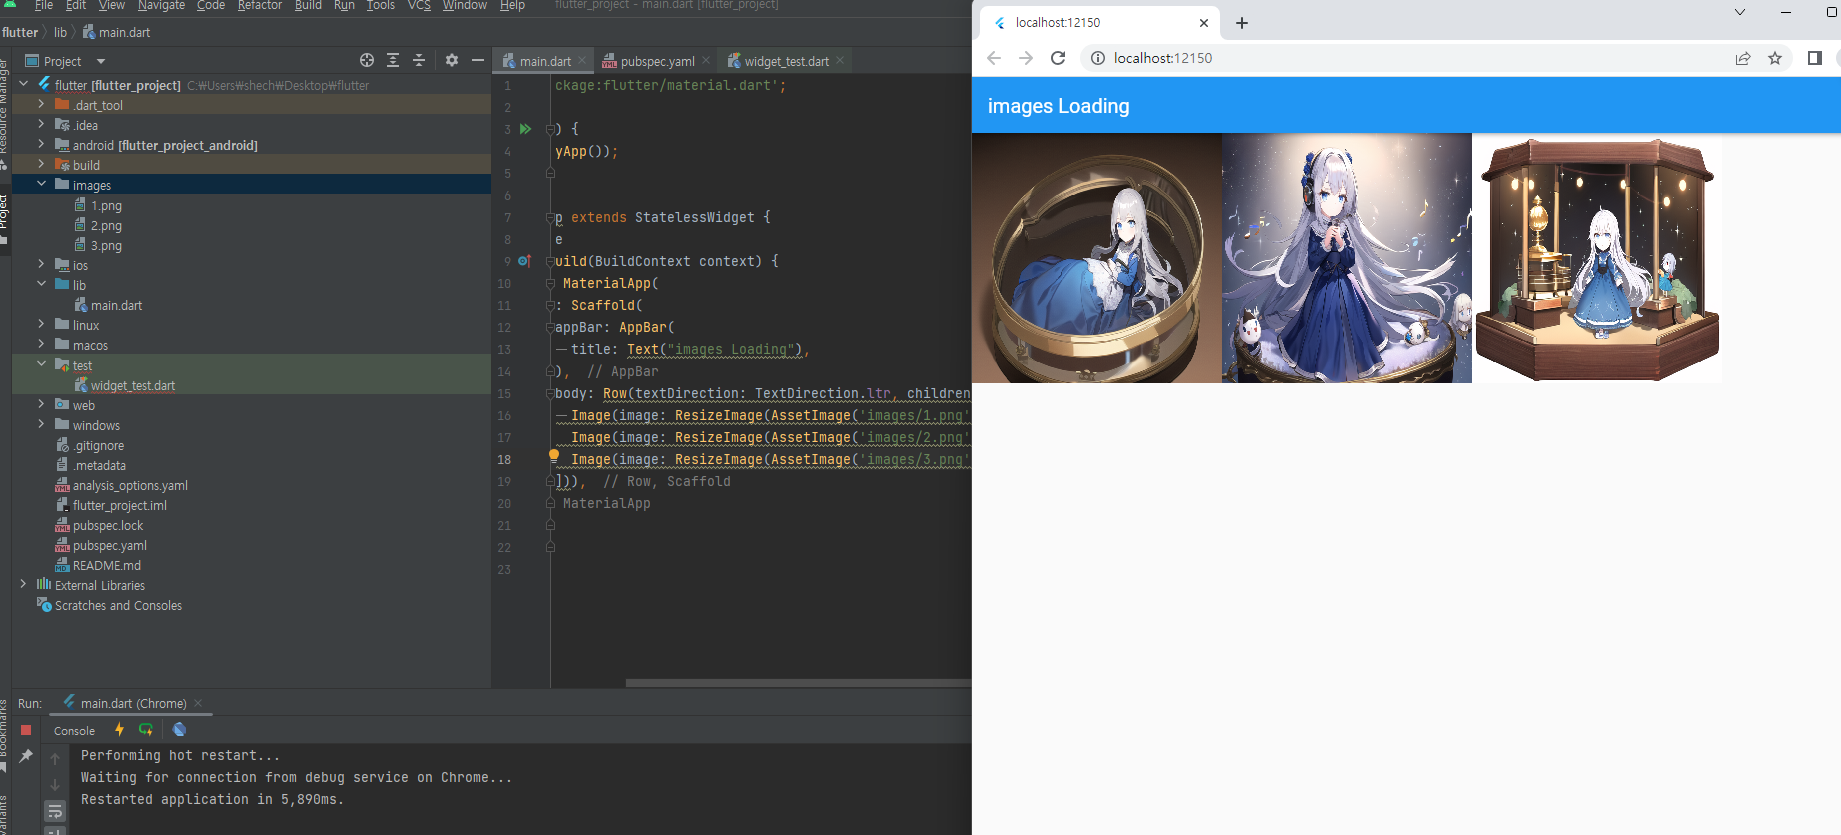 File Edit View Navigate Code Refactor Build Run Tools VCS Window Help flutter_project - main.dart [flutter_project]
flutter lib main.dart
Project
main.dart
pubspec.yaml
widget_test.dart
flutter [flutter_project] C:₩Users₩shech₩Desktop₩flutter
.dart_tool
.idea
android [flutter_project_android]
build
images
1.png
2.png
3.png
ios
lib
main.dart
linux
macos
test
widget_test.dart
web
windows
.gitignore
.metadata
analysis_options.yaml
flutter_project.iml
pubspec.lock
pubspec.yaml
README.md
External Libraries
Scratches and Consoles
Resource Manager
Project
Bookmarks
1 ckage:flutter/material.dart';
2
3 ) {
4 yApp());
5
6
7 p extends StatelessWidget {
8 e
9 uild(BuildContext context) {
10 MaterialApp(
11 : Scaffold(
12 appBar: AppBar(
13 title: Text("images Loading"),
14 ), // AppBar
15 body: Row(textDirection: TextDirection.ltr, children
16 Image(image: ResizeImage(AssetImage('images/1.png'
17 Image(image: ResizeImage(AssetImage('images/2.png'
18 Image(image: ResizeImage(AssetImage('images/3.png'
19 ])), // Row, Scaffold
20 MaterialApp
21
22
23
Run: main.dart (Chrome)
Console
Performing hot restart...
Waiting for connection from debug service on Chrome...
Restarted application in 5,890ms.
localhost:12150
localhost:12150
images Loading